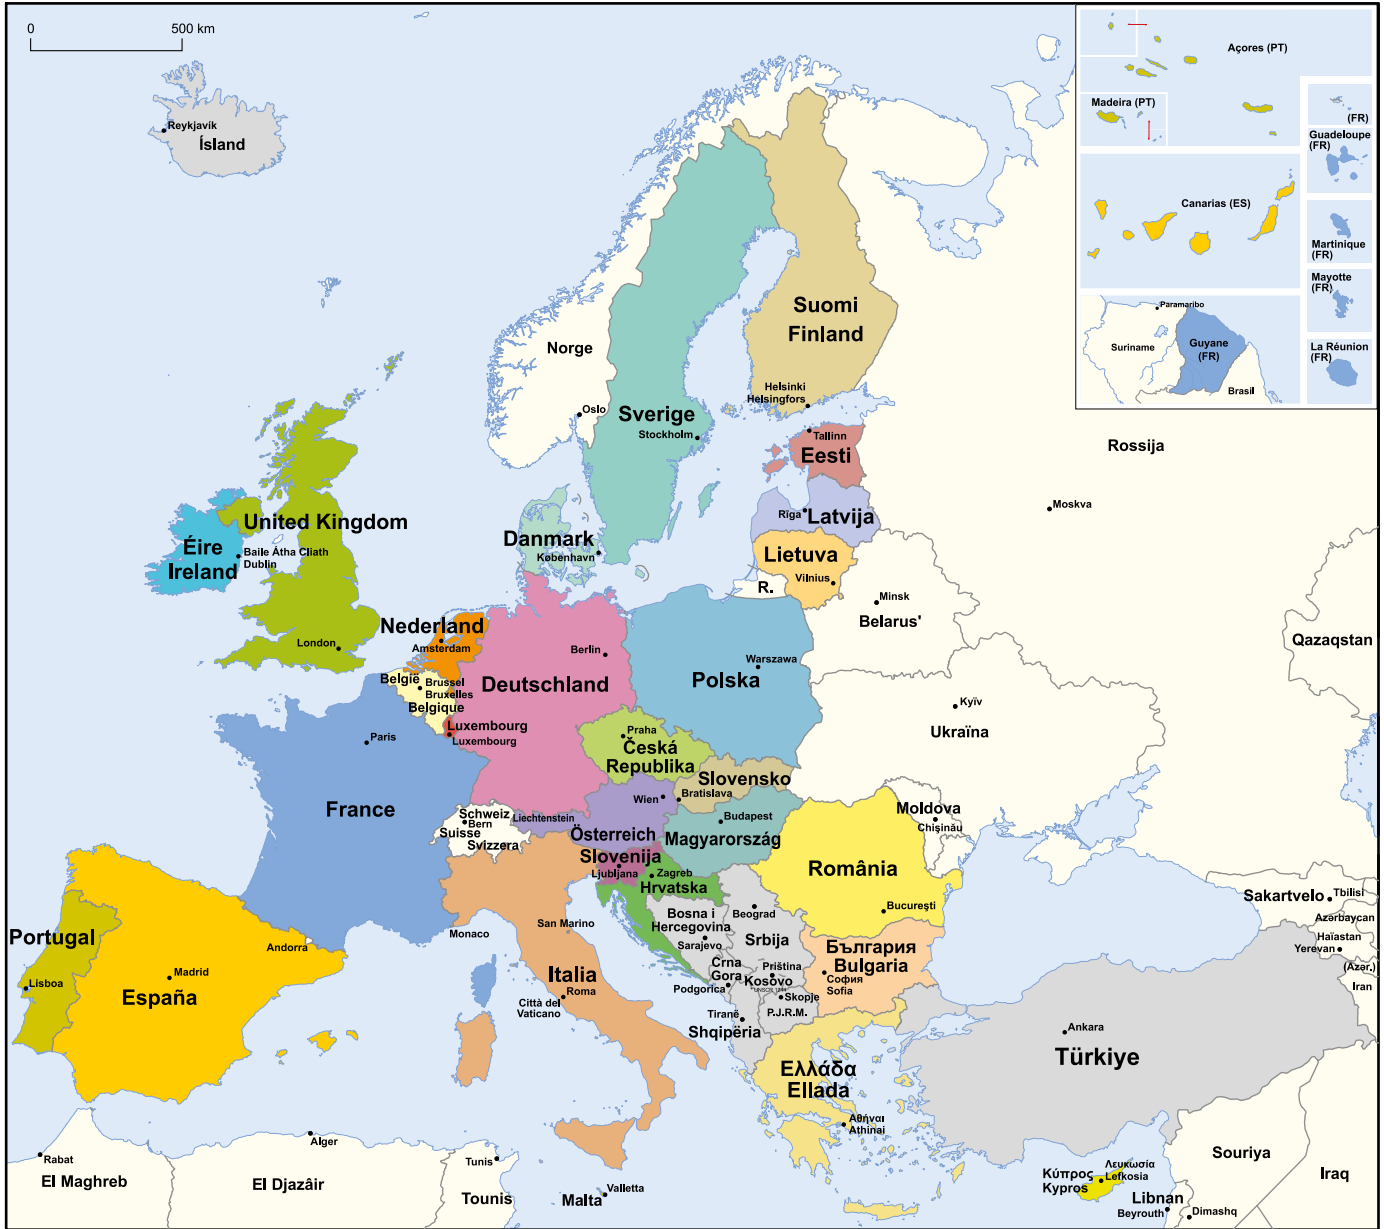 0
500 km
Reykjavík
Ísland
Açores (PT)
Madeira (PT)
(FR)
Guadeloupe
(FR)
Canarias (ES)
Martinique
(FR)
Mayotte
(FR)
Paramaribo
Suriname
Guyane
(FR)
Brasil
La Réunion
(FR)
Suomi
Finland
Norge
Helsinki
Helsingfors
Oslo
Sverige
Stockholm
Tallinn
Eesti
Rossija
Moskva
Rīga
Latvija
United Kingdom
Éire
Ireland
Baile Átha Cliath
Dublin
London
Danmark
København
Lietuva
Vilnius
R.
Minsk
Belarus'
Qazaqstan
Nederland
Amsterdam
Berlin
Deutschland
Warszawa
Polska
België
Brussel
Bruxelles
Belgique
Luxembourg
Luxembourg
Kyïv
Ukraïna
Paris
France
Praha
Česká
Republika
Slovensko
Bratislava
Wien
Österreich
Liechtenstein
Schweiz
Bern
Suisse
Svizzera
Budapest
Magyarország
Moldova
Chişinău
Slovenija
Ljubljana
Zagreb
Hrvatska
România
Bucureşti
Bosna i
Hercegovina
Sarajevo
Beograd
Srbija
Crna
Gora
Podgorica
Priština
Kosovo
UNSCR 1244
Skopje
P.J.R.M.
Tiranë
Shqipëria
България
Bulgaria
София
Sofia
Sakartvelo
Tbilisi
Azərbaycan
Haïastan
Yerevan
(Azər.)
Iran
Portugal
Lisboa
Madrid
España
Andorra
Monaco
San Marino
Italia
Roma
Città del
Vaticano
Ankara
Türkiye
Ελλάδα
Ellada
Αθήναι
Athinai
Rabat
El Maghreb
Alger
El Djazâir
Tunis
Tounis
Malta
Valletta
Κύπρος
Kypros
Λευκωσία
Lefkosia
Libnan
Beyrouth
Dimashq
Souriya
Iraq